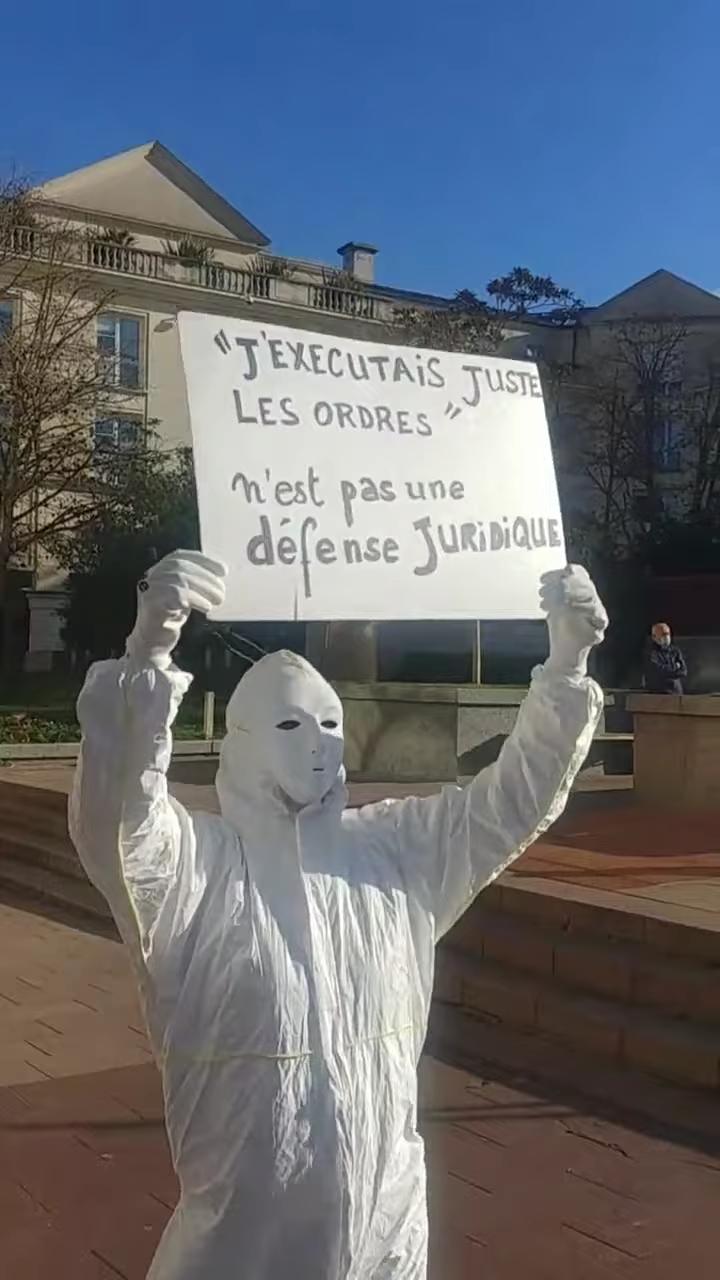 "J'EXECUTAiS JUSTE
LES ORDRES"
n'est pas une
défense JURiDiQUE